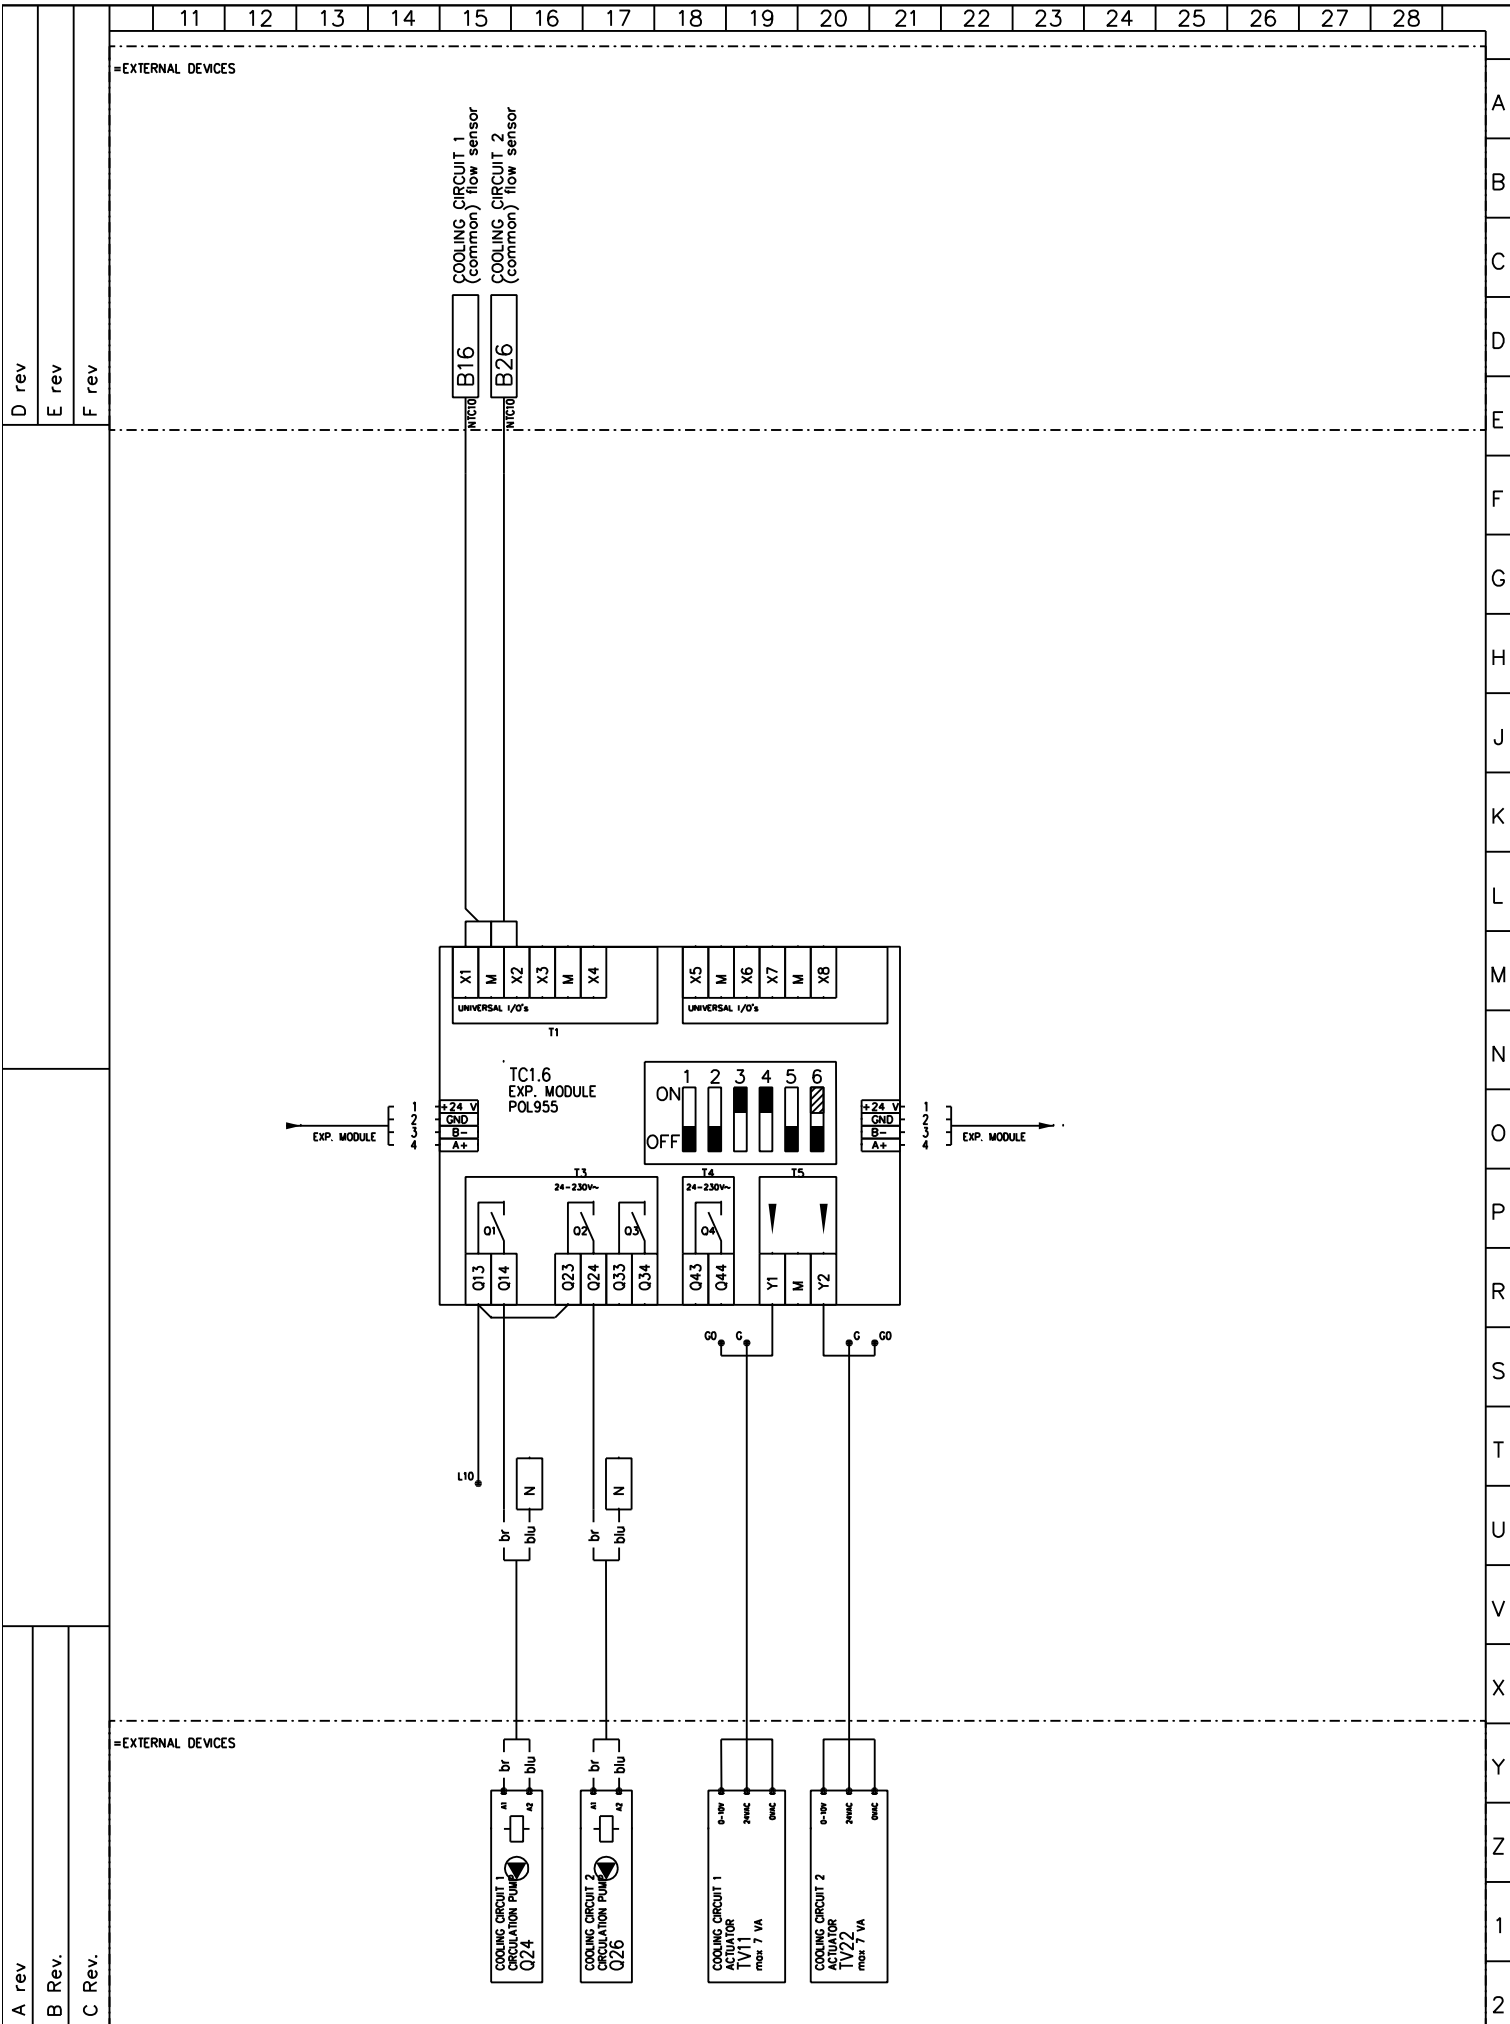 11 12 13 14 15 16 17 18 19 20 21 22 23 24 25 26 27 28
=EXTERNAL DEVICES
A
B
C
D
E
F
G
H
J
K
L
M
N
O
P
R
S
T
U
V
X
Y
Z
1
2
D rev
E rev
F rev
A rev
B Rev.
C Rev.
COOLING CIRCUIT 1
(common) flow sensor
COOLING CIRCUIT 2
(common) flow sensor
B16
B26
NTC10
NTC10
X1 M X2 X3 M X4
UNIVERSAL I/O's
T1
X5 M X6 X7 M X8
UNIVERSAL I/O's
TC1.6
EXP. MODULE
POL955
1 2 3 4 5 6
ON
OFF
1 +24 V
2 GND
3 B-
4 A+
EXP. MODULE
+24 V 1
GND 2
B- 3
A+ 4
EXP. MODULE
T3
24-230V~
T4
24-230V~
T5
Q1 Q2 Q3 Q4
Q13 Q14 Q23 Q24 Q33 Q34 Q43 Q44 Y1 M Y2
G0 G G G0
L10
N N
br blu br blu
=EXTERNAL DEVICES
br blu br blu
A1 A2 A1 A2
0-10V 24VAC 0VAC
0-10V 24VAC 0VAC
COOLING CIRCUIT 1
CIRCULATION PUMP
Q24
COOLING CIRCUIT 2
CIRCULATION PUMP
Q26
COOLING CIRCUIT 1
ACTUATOR
TV11
max 7 VA
COOLING CIRCUIT 2
ACTUATOR
TV22
max 7 VA